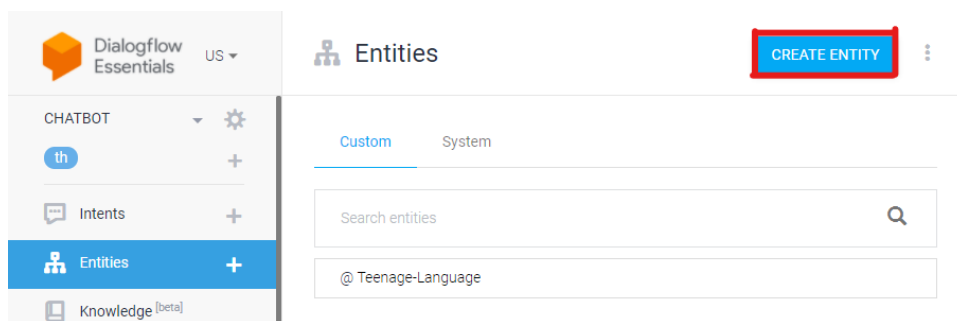 Dialogflow
Essentials
US
Entities
CREATE ENTITY
CHATBOT
th
Intents
Entities
Knowledge [beta]
Custom
System
Search entities
@ Teenage-Language